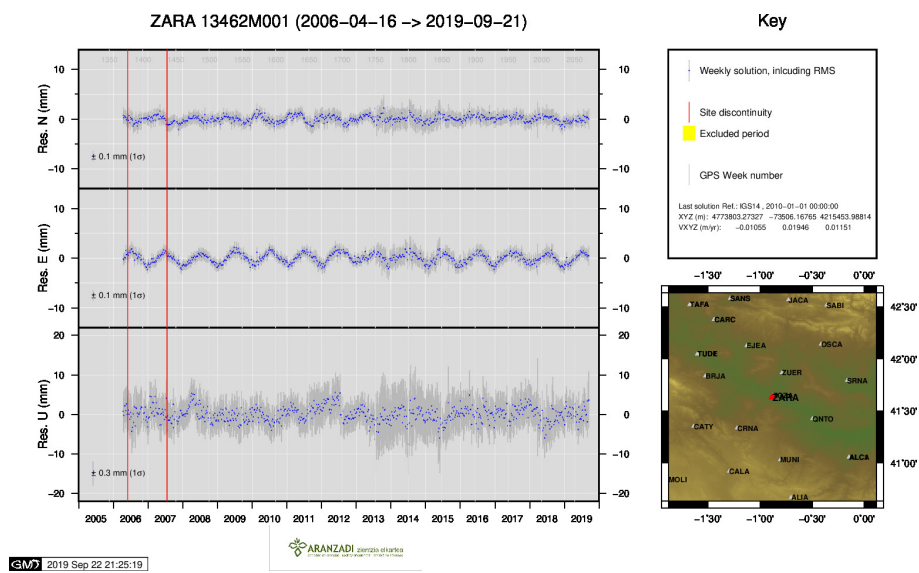 ZARA 13462M001 (2006−04−16 −> 2019−09−21)
Key
1350 1400 1450 1500 1550 1600 1650 1700 1750 1800 1850 1900 1950 2000 2050
Res. N (mm)
10
0
−10
10
0
−10
± 0.1 mm (1σ)
Res. E (mm)
10
0
−10
10
0
−10
± 0.1 mm (1σ)
Res. U (mm)
20
10
0
−10
−20
20
10
0
−10
−20
± 0.3 mm (1σ)
2005 2006 2007 2008 2009 2010 2011 2012 2013 2014 2015 2016 2017 2018 2019
Weekly solution, inlcuding RMS
Site discontinuity
Excluded period
GPS Week number
Last solution Ref.: IGS14 , 2010−01−01 00:00:00
XYZ (m): 4773803.27327 −73506.16765 4215453.98814
VXYZ (m/yr): −0.01055 0.01946 0.01151
−1°30' −1°00' −0°30' 0°00'
42°30'
42°00'
41°30'
41°00'
TAFA SANS JACA SABI
CARC
EJEA OSCA
TUDE
BRJA ZUER SRNA
ZARA
CATY CRNA QNTO
MUNI ALCA
MOLI CALA
ALIA
−1°30' −1°00' −0°30' 0°00'
ARANZADI zientzia elkartea
GMT 2019 Sep 22 21:25:19